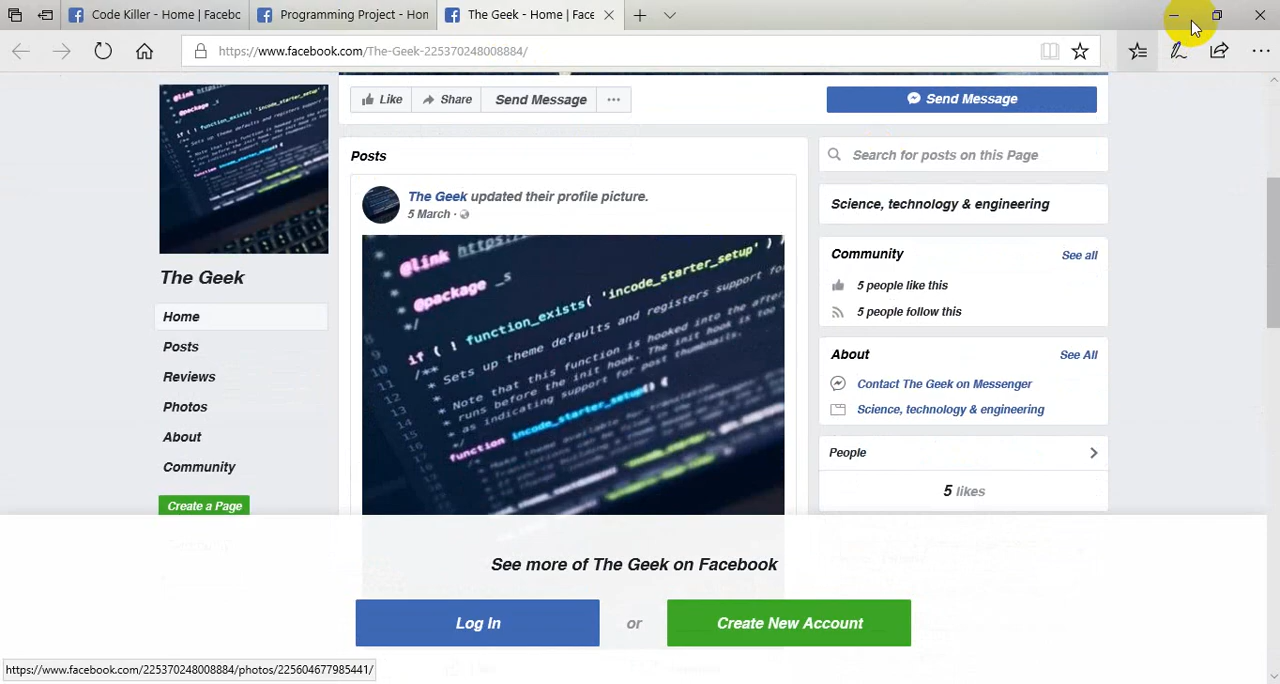 Code Killer - Home | Facebc
Programming Project - Hon
The Geek - Home | Face
https://www.facebook.com/The-Geek-225370248008884/
Like
Share
Send Message
Send Message
Posts
The Geek updated their profile picture.
5 March
@link https:/
@package _s
*/
if ( ! function_exists( 'incode_starter_setup' ) )
/**
* Sets up theme defaults and registers support for
* Note that this function is hooked into the after
* runs before the init hook. The init hook is too
* as indicating support for post thumbnails.
*/
function incode_starter_setup() {
The Geek
Home
Posts
Reviews
Photos
About
Community
Create a Page
Search for posts on this Page
Science, technology & engineering
Community
See all
5 people like this
5 people follow this
About
See All
Contact The Geek on Messenger
Science, technology & engineering
People
5 likes
See more of The Geek on Facebook
Log In
or
Create New Account
https://www.facebook.com/225370248008884/photos/225604677985441/